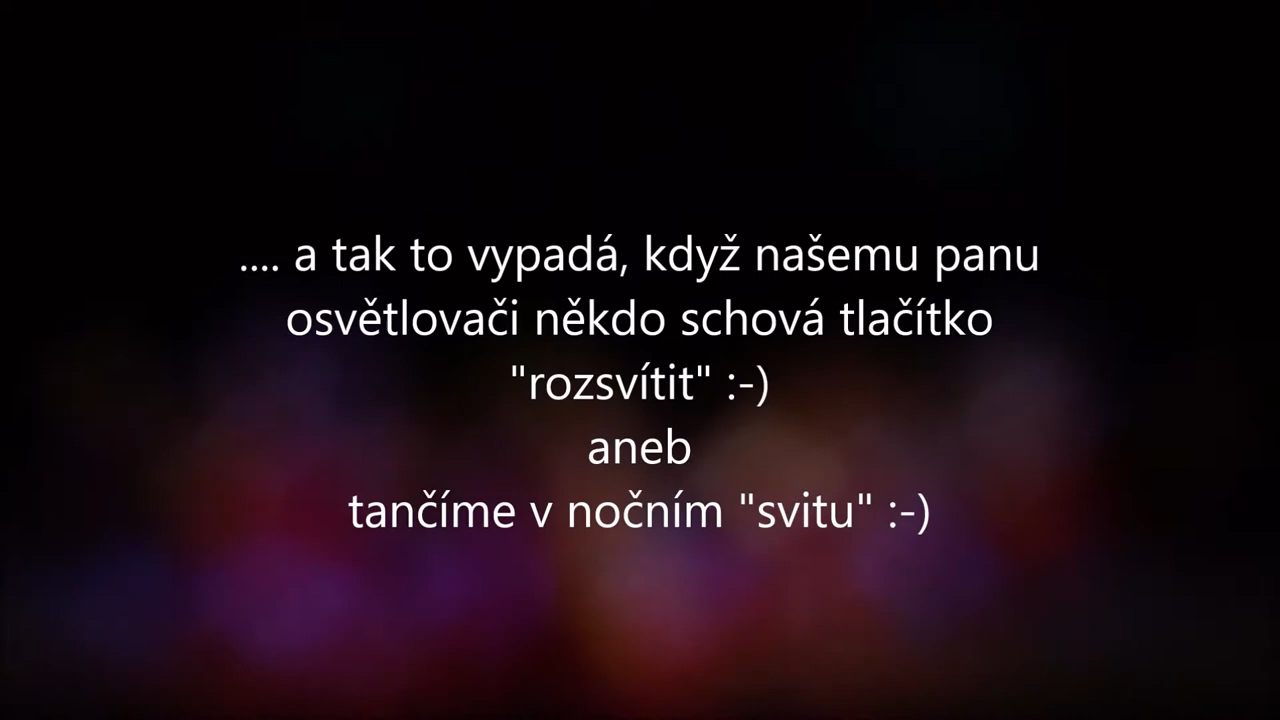 .... a tak to vypadá, když našemu panu
osvětlovači někdo schová tlačítko
"rozsvítit" :-)
aneb
tančíme v nočním "svitu" :-)